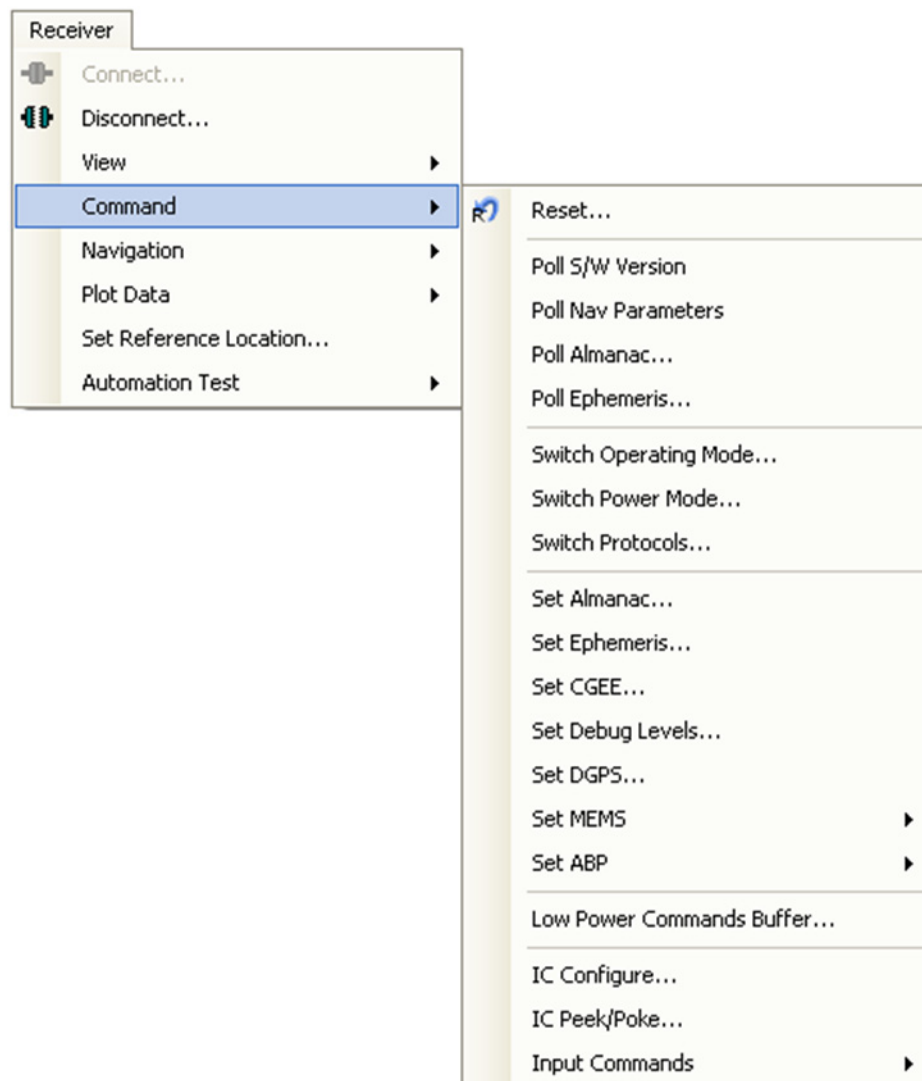 Receiver
Connect...
Disconnect...
View
Command
Navigation
Plot Data
Set Reference Location...
Automation Test
R
Reset...
Poll S/W Version
Poll Nav Parameters
Poll Almanac...
Poll Ephemeris...
Switch Operating Mode...
Switch Power Mode...
Switch Protocols...
Set Almanac...
Set Ephemeris...
Set CGEE...
Set Debug Levels...
Set DGPS...
Set MEMS
Set ABP
Low Power Commands Buffer...
IC Configure...
IC Peek/Poke...
Input Commands